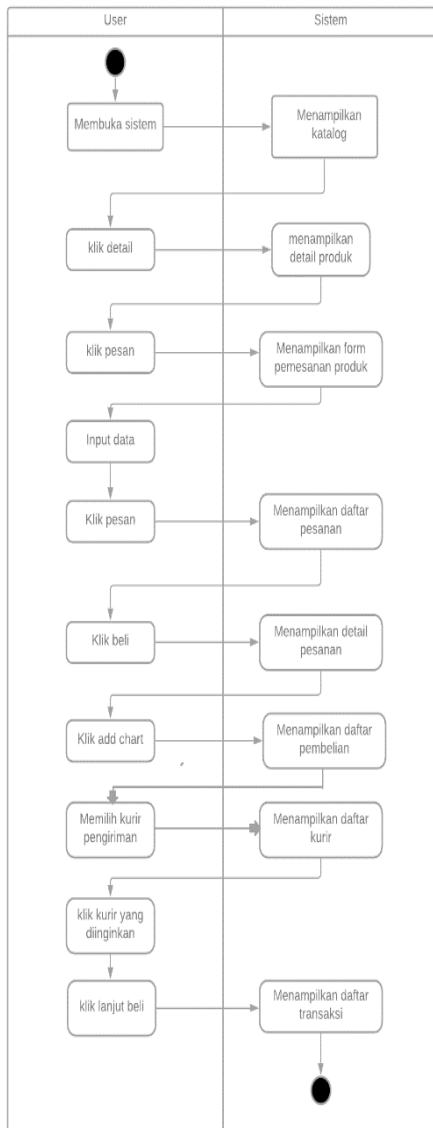 User
Sistem
Membuka sistem
Menampilkan
katalog
klik detail
menampilkan
detail produk
klik pesan
Menampilkan form
pemesanan produk
Input data
Klik pesan
Menampilkan daftar
pesanan
Klik beli
Menampilkan detail
pesanan
Klik add chart
Menampilkan daftar
pembelian
Memilih kurir
pengiriman
Menampilkan daftar
kurir
klik kurir yang
diinginkan
klik lanjut beli
Menampilkan daftar
transaksi